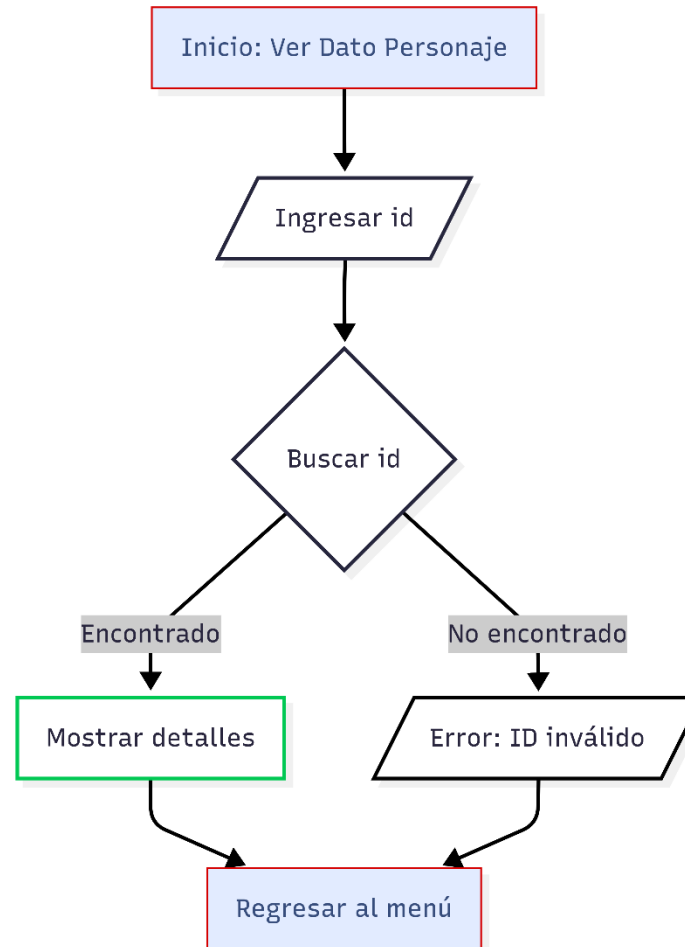 Inicio: Ver Dato Personaje
Ingresar id
Buscar id
Encontrado
No encontrado
Mostrar detalles
Error: ID inválido
Regresar al menú